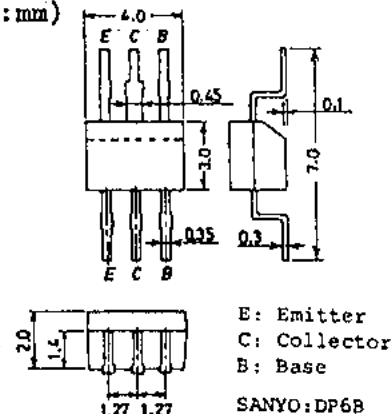 :mm)
4.0
E C B
0.45
0.1
3.0
7.0
0.35
0.3
E C B
2.0
1.4
1.27 1.27
E: Emitter
C: Collector
B: Base
SANYO:DP6B